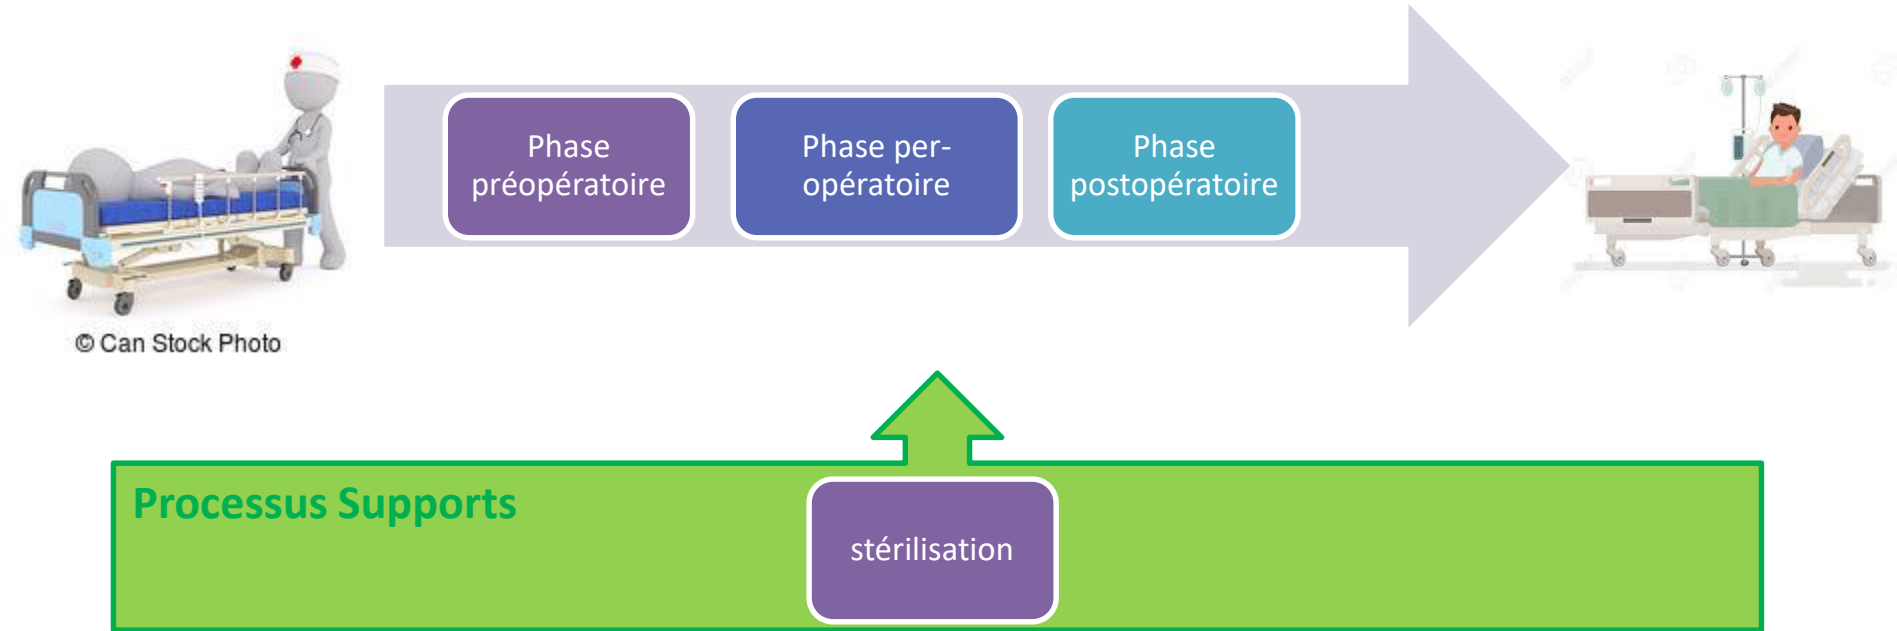 Phase
préopératoire
Phase per-
opératoire
Phase
postopératoire
© Can Stock Photo
Processus Supports
stérilisation